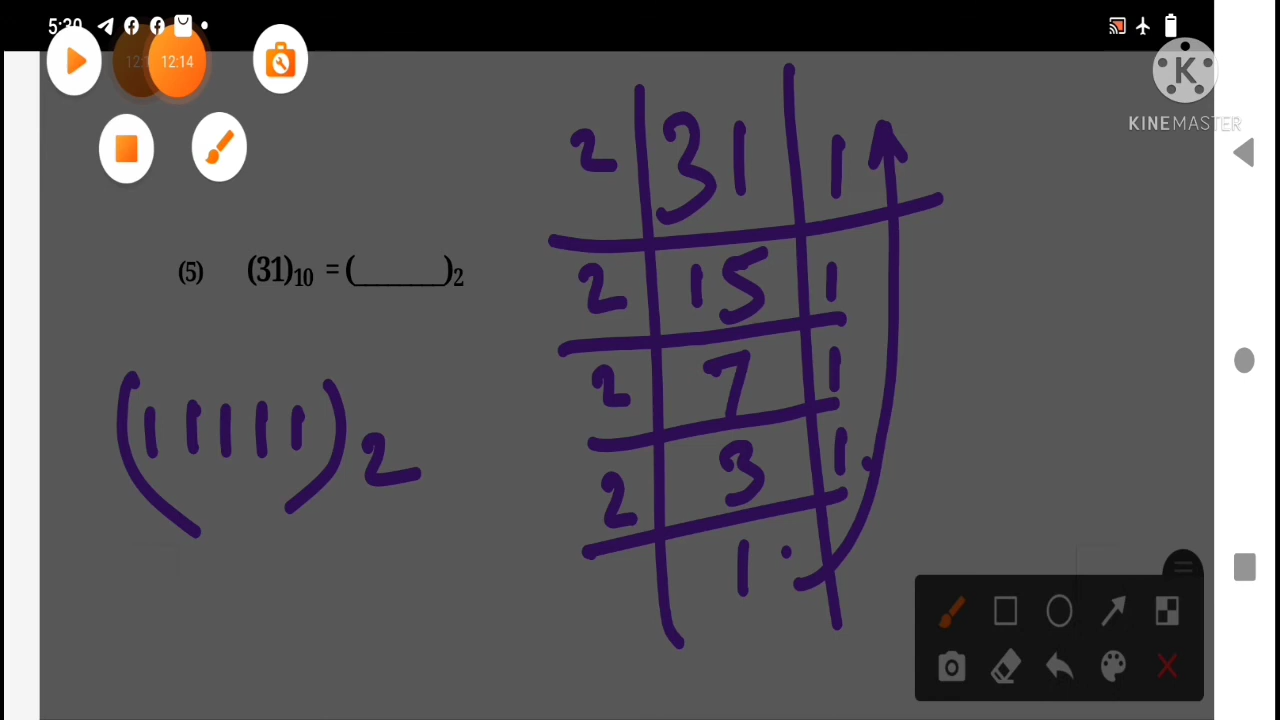 5:30
12:14
KINEMASTER
K
2 31 1
(5) (31)₁₀ = (______)₂
2 15 1
2 7 1
(11111)₂
2 3 1.
1.